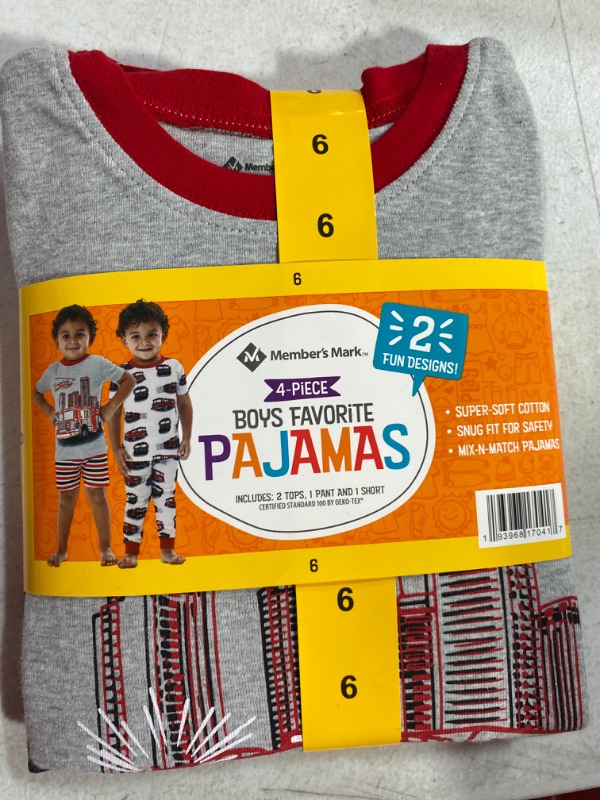 6
6
Memb
6
2
FUN DESIGNS!
Member's Mark™
4-PIECE
BOYS FAVORITE
PAJAMAS
INCLUDES: 2 TOPS, 1 PANT AND 1 SHORT
CERTIFIED STANDARD 100 BY OEKO-TEX®
• SUPER-SOFT COTTON
• SNUG FIT FOR SAFETY
• MIX-N-MATCH PAJAMAS
1 93968 17041 7
6
6
6